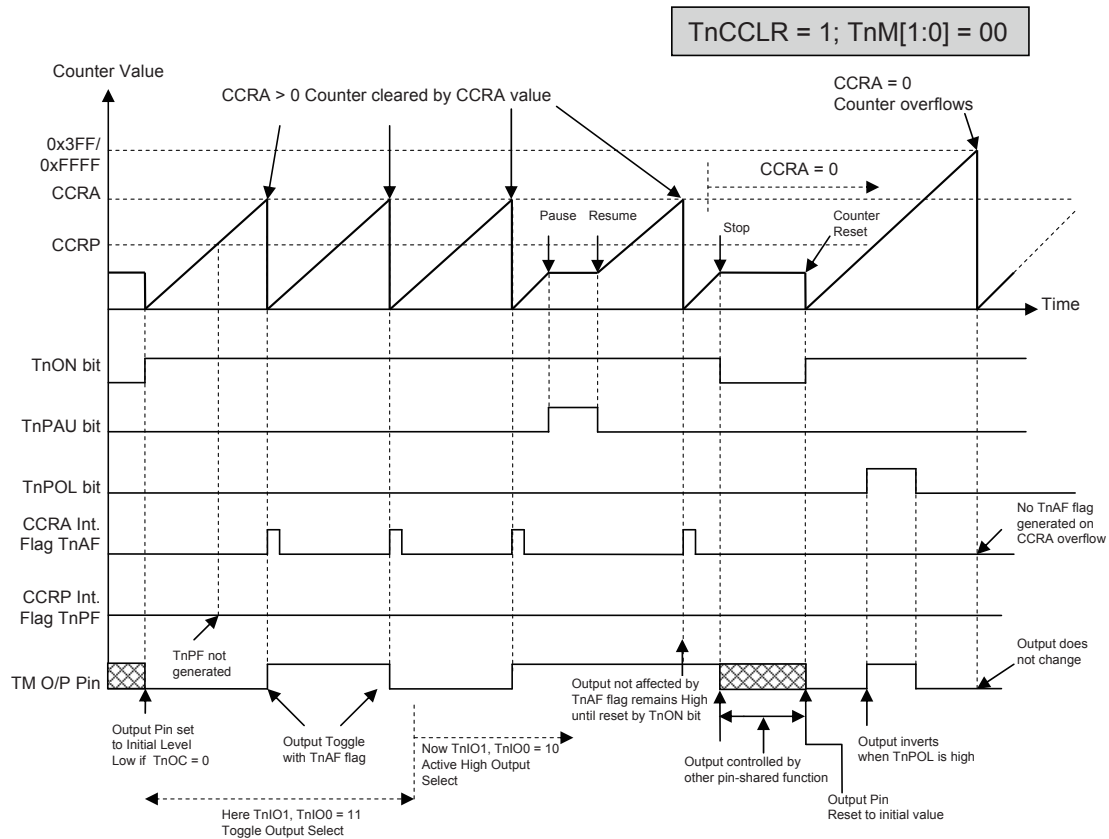 TnCCLR = 1; TnM[1:0] = 00
Counter Value
CCRA > 0 Counter cleared by CCRA value
CCRA = 0
Counter overflows
0x3FF/
0xFFFF
CCRA = 0
CCRA
Pause
Resume
Stop
Counter
Reset
CCRP
Time
TnON bit
TnPAU bit
TnPOL bit
No TnAF flag
generated on
CCRA overflow
CCRA Int.
Flag TnAF
CCRP Int.
Flag TnPF
TnPF not
generated
Output does
not change
TM O/P Pin
Output not affected by
TnAF flag remains High
until reset by TnON bit
Output Pin set
to Initial Level
Low if TnOC = 0
Output Toggle
with TnAF flag
Now TnIO1, TnIO0 = 10
Active High Output
Select
Output controlled by
other pin-shared function
Output inverts
when TnPOL is high
Output Pin
Reset to initial value
Here TnIO1, TnIO0 = 11
Toggle Output Select